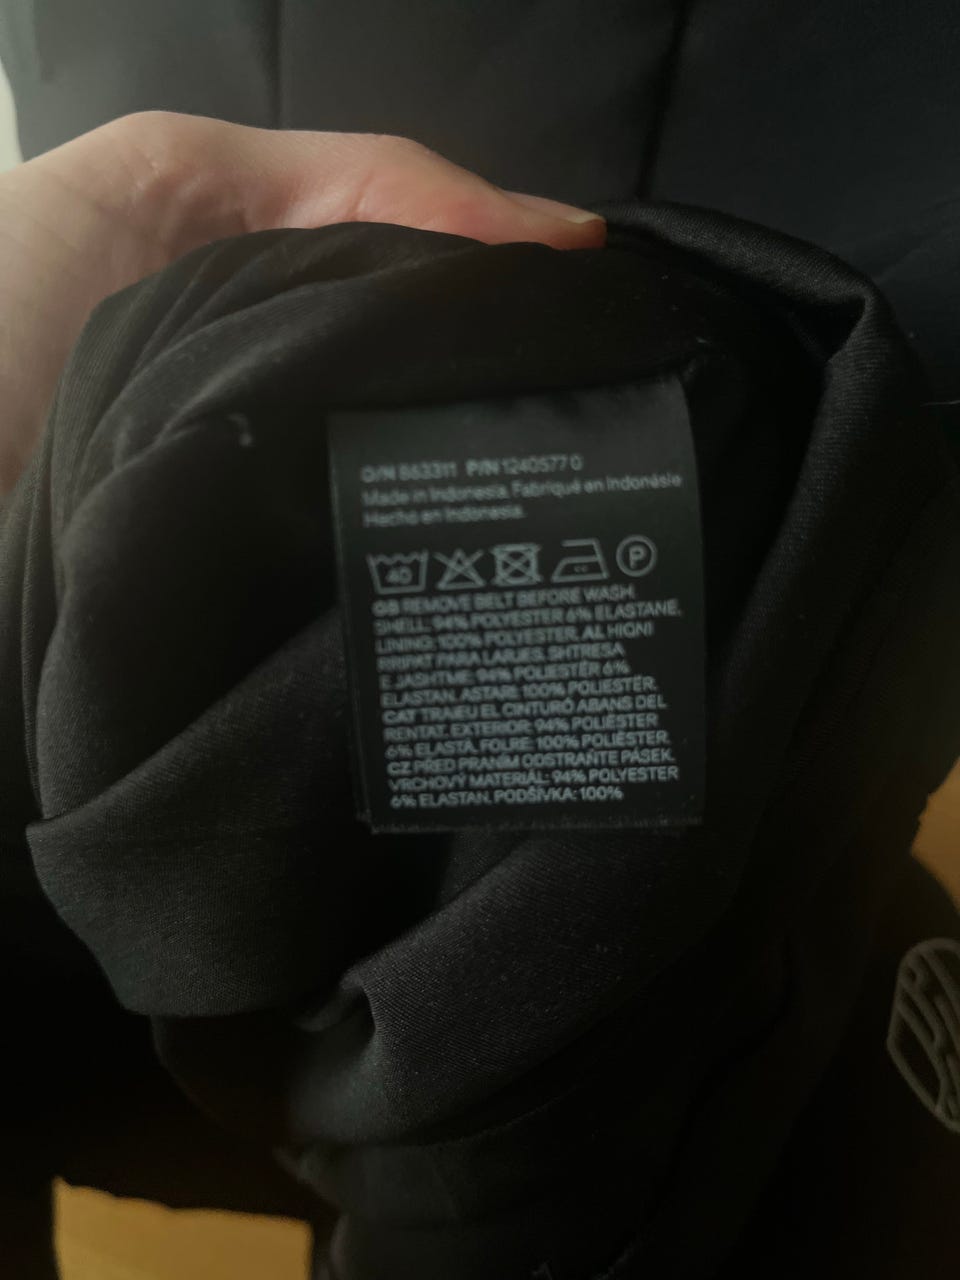 O/N 863311 P/N 1240577 0
Made in Indonesia. Fabriqué en Indonésie
Hecho en Indonesia.
40 P
GB REMOVE BELT BEFORE WASH.
SHELL: 94% POLYESTER 6% ELASTANE.
LINING: 100% POLYESTER. AL HIQNI
RRIPAT PARA LARJES. SHTRESA
E JASHTME: 94% POLIESTËR 6%
ELASTAN. ASTARI: 100% POLIESTËR.
CAT TRAIEU EL CINTURÓ ABANS DEL
RENTAT. EXTERIOR: 94% POLIÈSTER
6% ELASTÀ. FOLRE: 100% POLIÈSTER.
CZ PŘED PRANÍM ODSTRAŇTE PÁSEK.
VRCHOVÝ MATERIÁL: 94% POLYESTER
6% ELASTAN. PODŠÍVKA: 100%